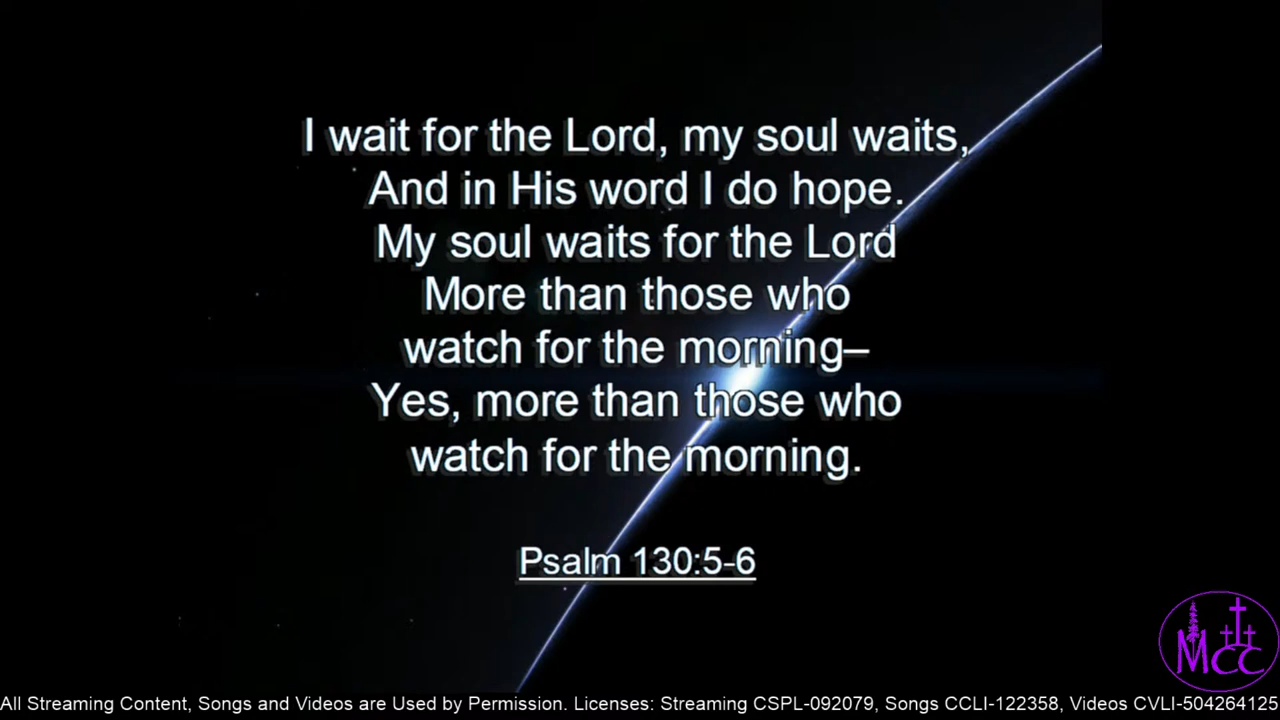 I wait for the Lord, my soul waits,
And in His word I do hope.
My soul waits for the Lord
More than those who
watch for the morning–
Yes, more than those who
watch for the morning.
Psalm 130:5-6
MCC
All Streaming Content, Songs and Videos are Used by Permission. Licenses: Streaming CSPL-092079, Songs CCLI-122358, Videos CVLI-504264125